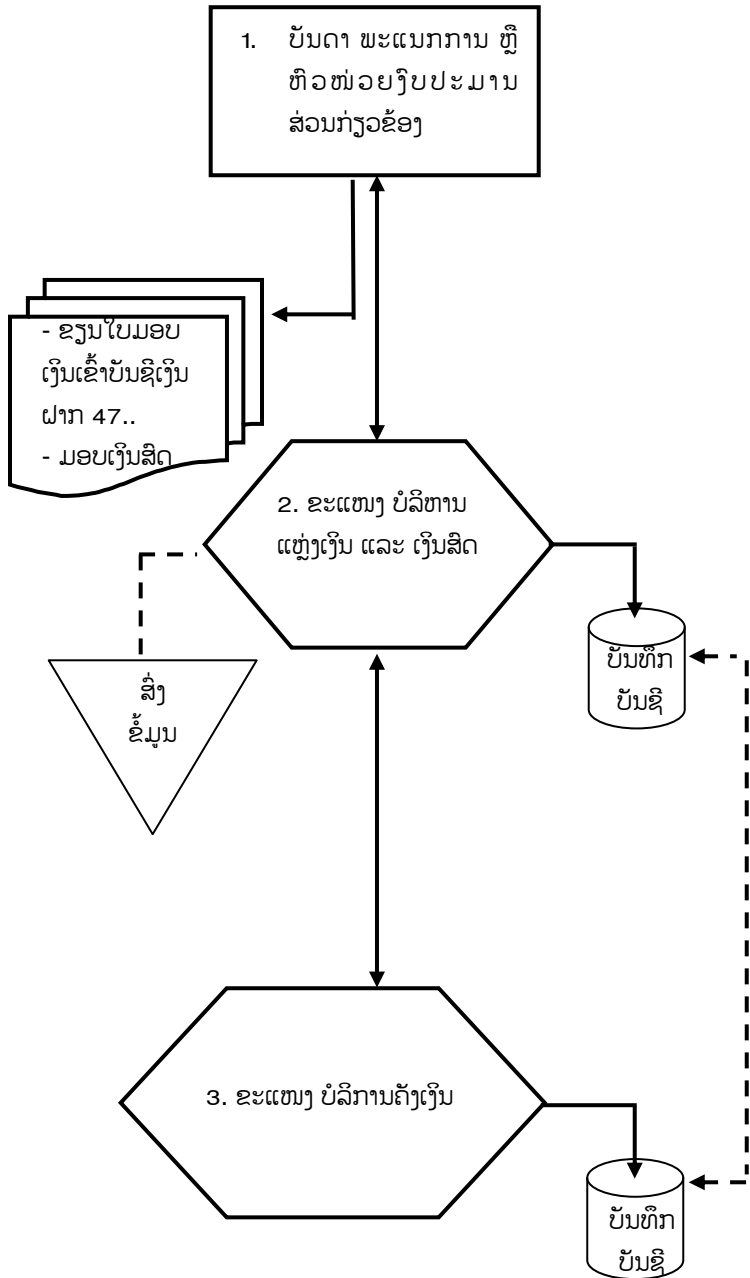 1. ບັນດາ ພະແນກການ ຫຼື
ຫົວໜ່ວຍງົບປະມານ
ສ່ວນກ່ຽວຂ້ອງ
- ຂຽນໃບມອບ
ເງິນເຂົ້າບັນຊີເງິນ
ຝາກ 47..
- ມອບເງິນສົດ
2. ຂະແໜງ ບໍລິຫານ
ແຫຼ່ງເງິນ ແລະ ເງິນສົດ
ບັນທຶກ
ບັນຊີ
ສົ່ງ
ຂໍ້ມູນ
3. ຂະແໜງ ບໍລິການຄັງເງິນ
ບັນທຶກ
ບັນຊີ